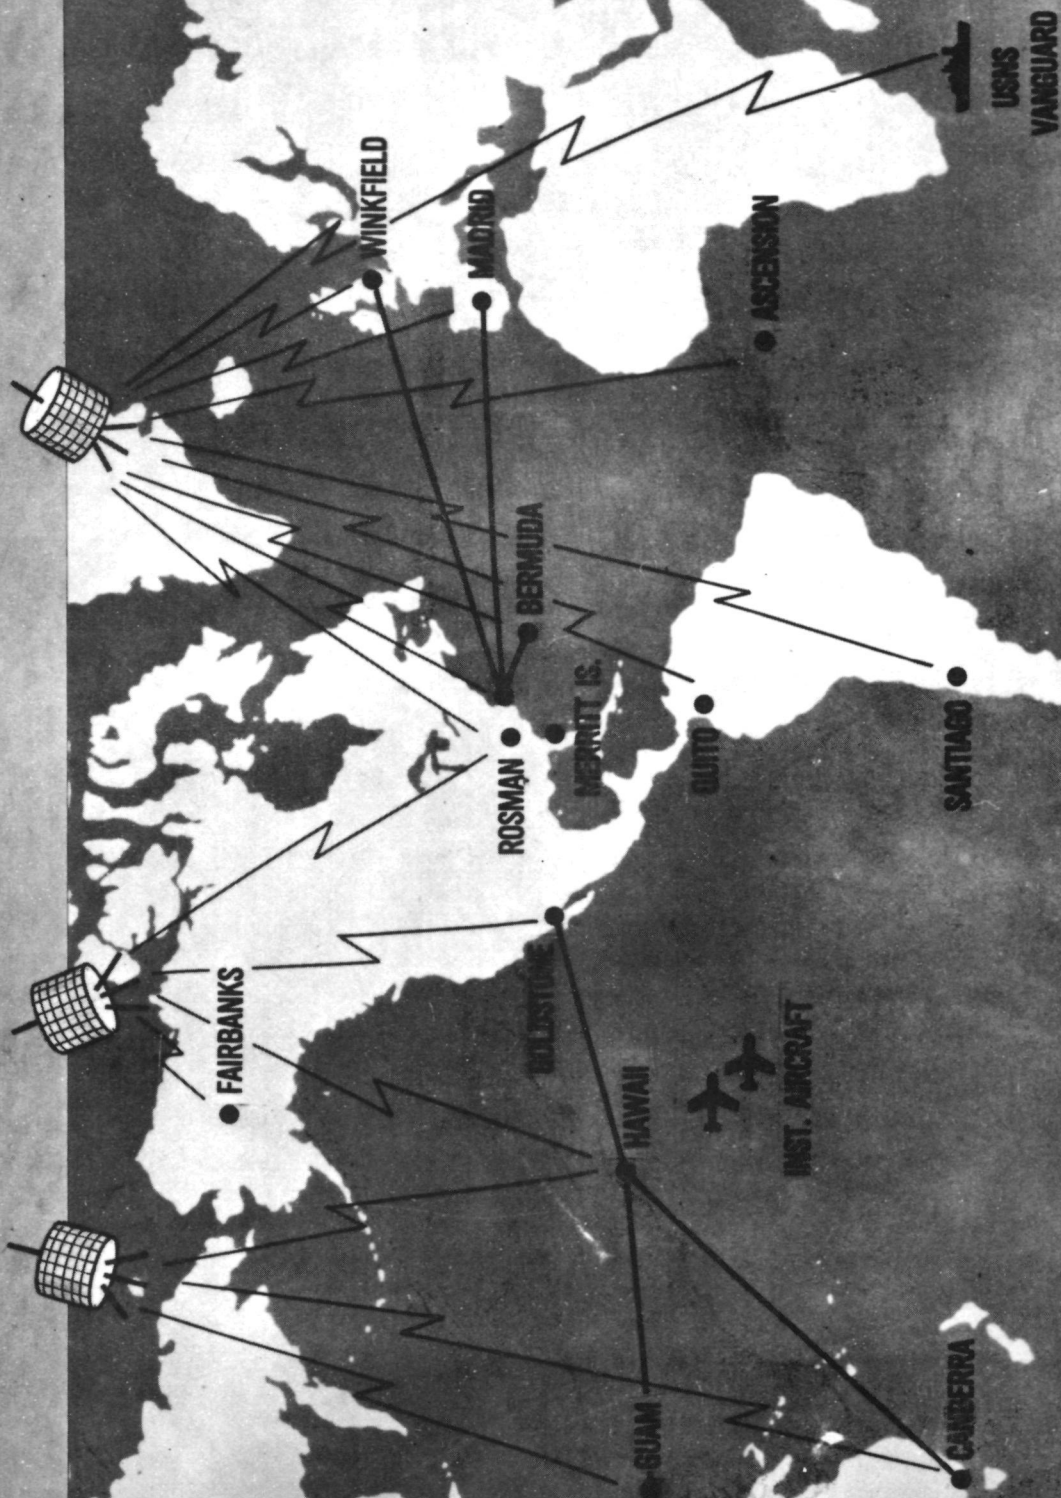 FAIRBANKS
WINKFIELD
MADRID
ROSMAN
BERMUDA
GOLDSTONE
MERRITT IS.
HAWAII
GUAM
QUITO
ASCENSION
INST. AIRCRAFT
CANBERRA
SANTIAGO
USNS
VANGUARD